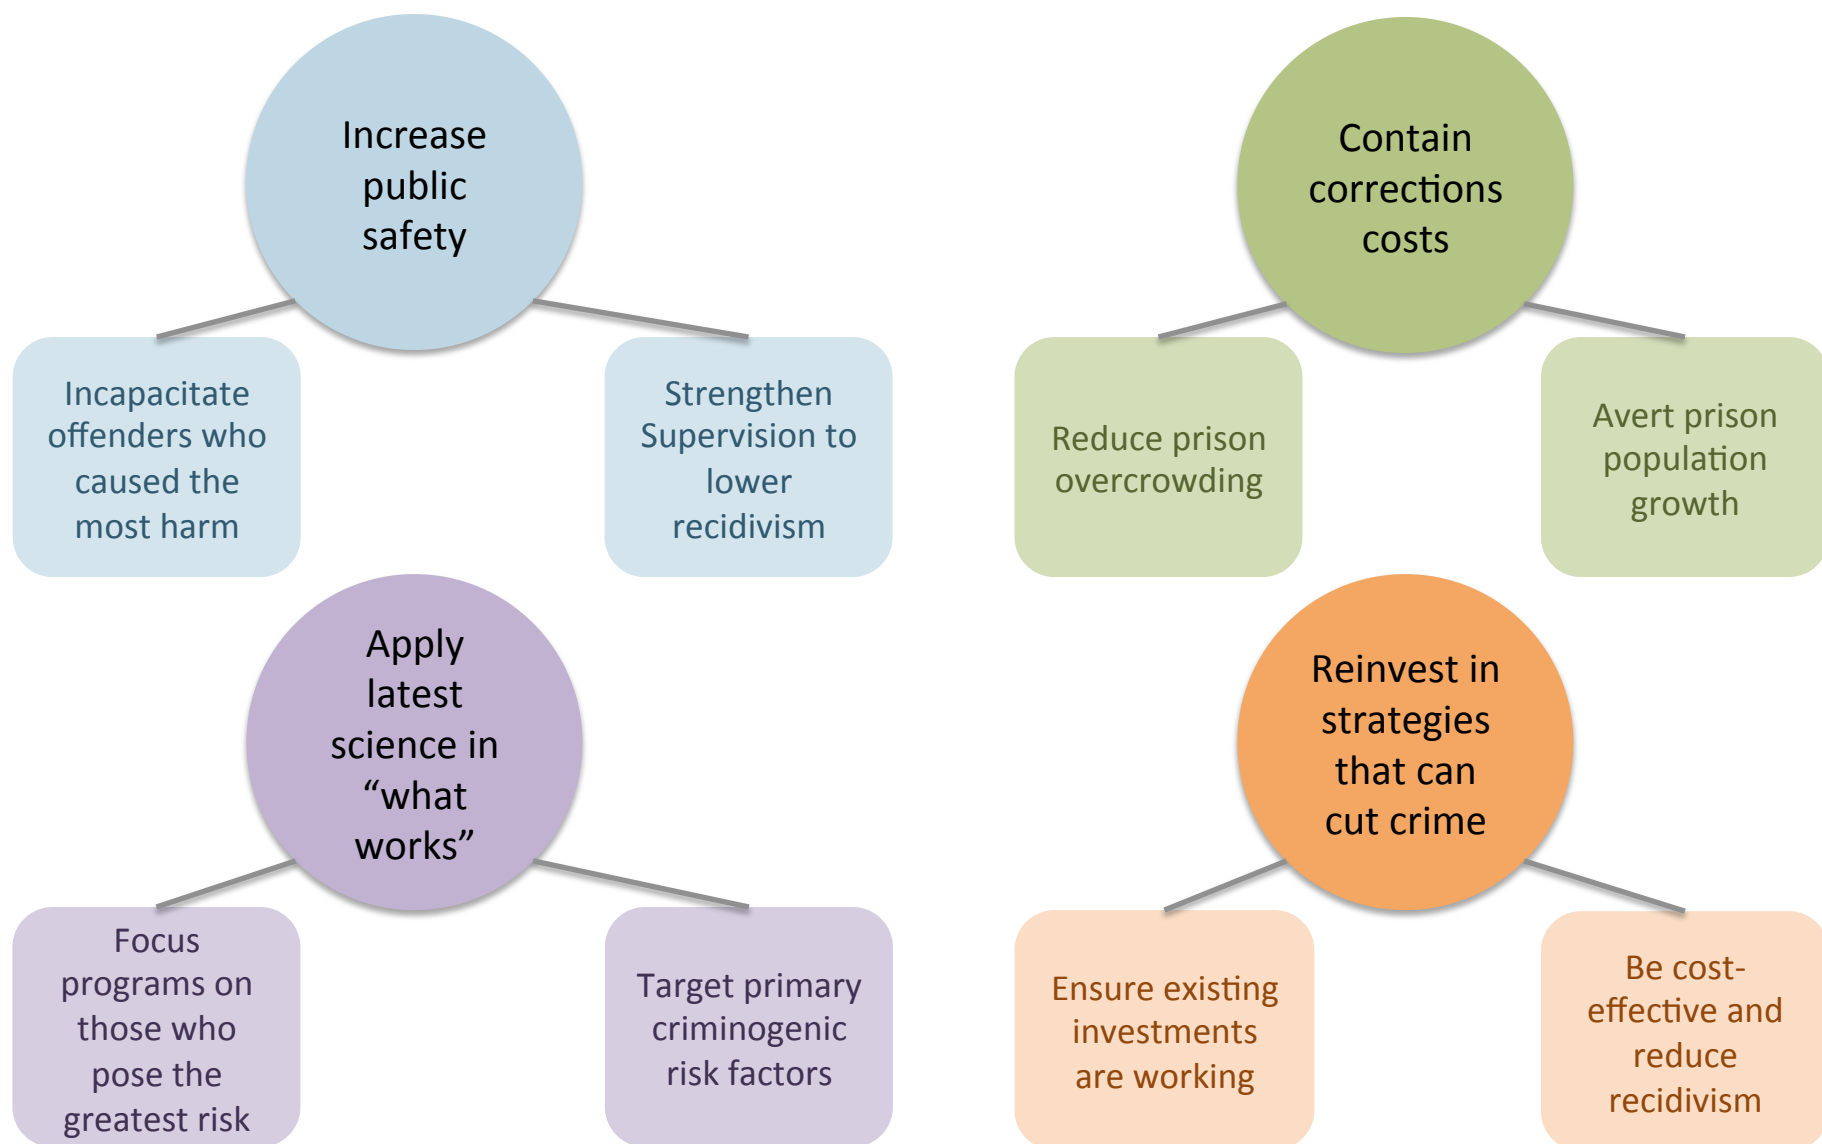 Increase
public
safety
Incapacitate
offenders who
caused the
most harm
Strengthen
Supervision to
lower
recidivism
Contain
corrections
costs
Reduce prison
overcrowding
Avert prison
population
growth
Apply
latest
science in
“what
works”
Focus
programs on
those who
pose the
greatest risk
Target primary
criminogenic
risk factors
Reinvest in
strategies
that can
cut crime
Ensure existing
investments
are working
Be cost-
effective and
reduce
recidivism